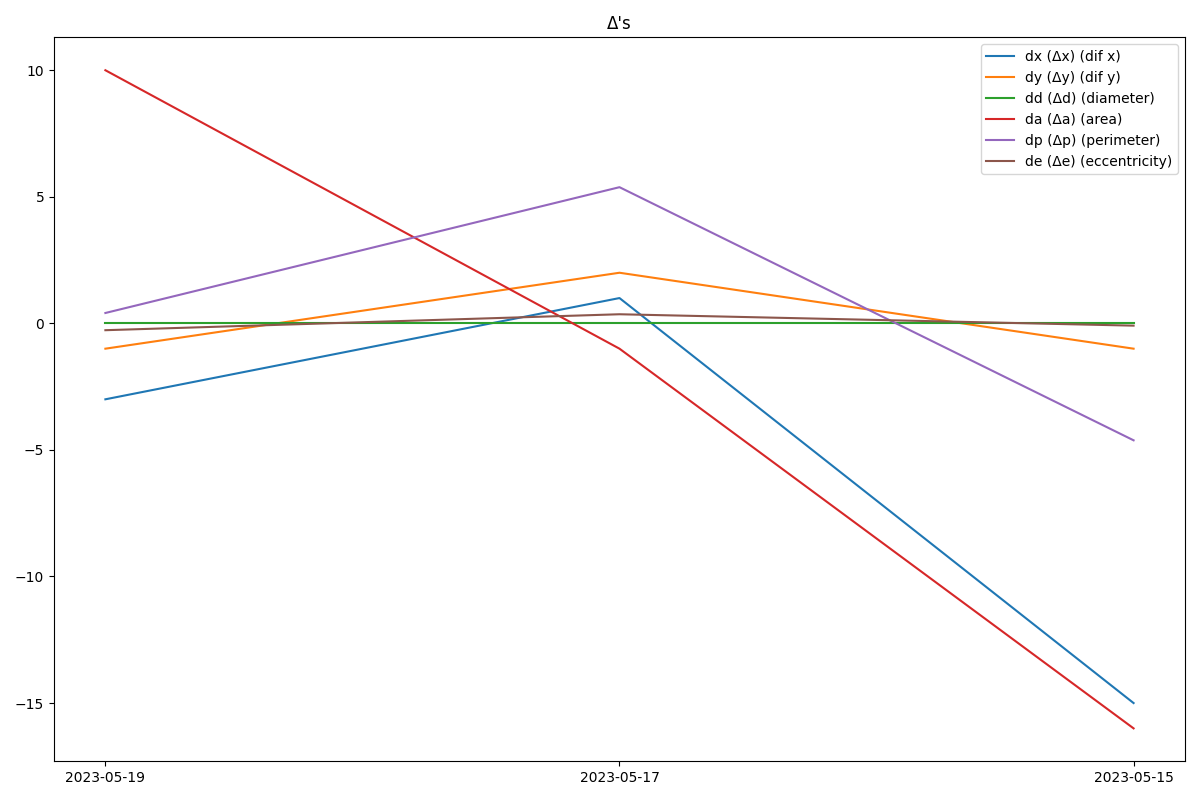 Δ's
dx (Δx) (dif x)
dy (Δy) (dif y)
dd (Δd) (diameter)
da (Δa) (area)
dp (Δp) (perimeter)
de (Δe) (eccentricity)
10
5
0
−5
−10
−15
2023-05-19
2023-05-17
2023-05-15